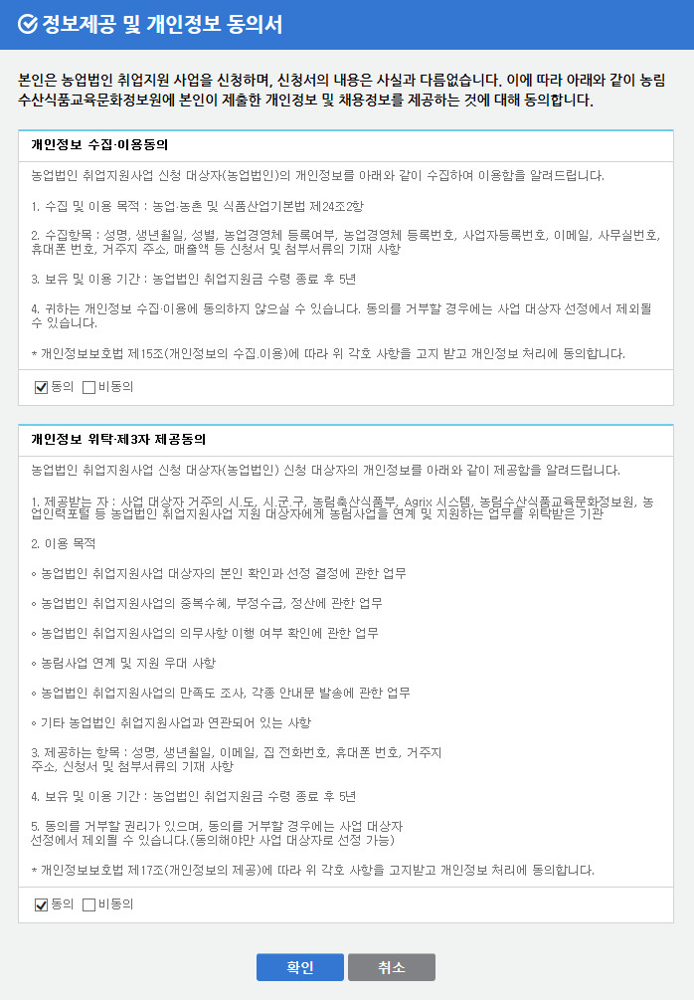 정보제공 및 개인정보 동의서
본인은 농업법인 취업지원 사업을 신청하며, 신청서의 내용은 사실과 다름없습니다. 이에 따라 아래와 같이 농림
수산식품교육문화정보원에 본인이 제출한 개인정보 및 채용정보를 제공하는 것에 대해 동의합니다.
개인정보 수집·이용동의
농업법인 취업지원사업 신청 대상자(농업법인)의 개인정보를 아래와 같이 수집하여 이용함을 알려드립니다.
1. 수집 및 이용 목적 : 농업·농촌 및 식품산업기본법 제24조2항
2. 수집항목 : 성명, 생년월일, 성별, 농업경영체 등록여부, 농업경영체 등록번호, 사업자등록번호, 이메일, 사무실번호,
휴대폰 번호, 거주지 주소, 매출액 등 신청서 및 첨부서류의 기재 사항
3. 보유 및 이용 기간 : 농업법인 취업지원금 수령 종료 후 5년
4. 귀하는 개인정보 수집·이용에 동의하지 않으실 수 있습니다. 동의를 거부할 경우에는 사업 대상자 선정에서 제외될
수 있습니다.
* 개인정보보호법 제15조(개인정보의 수집.이용)에 따라 위 각호 사항을 고지 받고 개인정보 처리에 동의합니다.
동의 비동의
개인정보 위탁·제3자 제공동의
농업법인 취업지원사업 신청 대상자(농업법인) 신청 대상자의 개인정보를 아래와 같이 제공함을 알려드립니다.
1. 제공받는 자 : 사업 대상자 거주의 시.도, 시.군.구, 농림축산식품부, Agrix 시스템, 농림수산식품교육문화정보원, 농
업인력포털 등 농업법인 취업지원사업 지원 대상자에게 농림사업을 연계 및 지원하는 업무를 위탁받은 기관
2. 이용 목적
◦ 농업법인 취업지원사업 대상자의 본인 확인과 선정 결정에 관한 업무
◦ 농업법인 취업지원사업의 중복수혜, 부정수급, 정산에 관한 업무
◦ 농업법인 취업지원사업의 의무사항 이행 여부 확인에 관한 업무
◦ 농림사업 연계 및 지원 우대 사항
◦ 농업법인 취업지원사업의 만족도 조사, 각종 안내문 발송에 관한 업무
◦ 기타 농업법인 취업지원사업과 연관되어 있는 사항
3. 제공하는 항목 : 성명, 생년월일, 이메일, 집 전화번호, 휴대폰 번호, 거주지
주소, 신청서 및 첨부서류의 기재 사항
4. 보유 및 이용 기간 : 농업법인 취업지원금 수령 종료 후 5년
5. 동의를 거부할 권리가 있으며, 동의를 거부할 경우에는 사업 대상자
선정에서 제외될 수 있습니다.(동의해야만 사업 대상자로 선정 가능)
* 개인정보보호법 제17조(개인정보의 제공)에 따라 위 각호 사항을 고지받고 개인정보 처리에 동의합니다.
동의 비동의
확인 취소